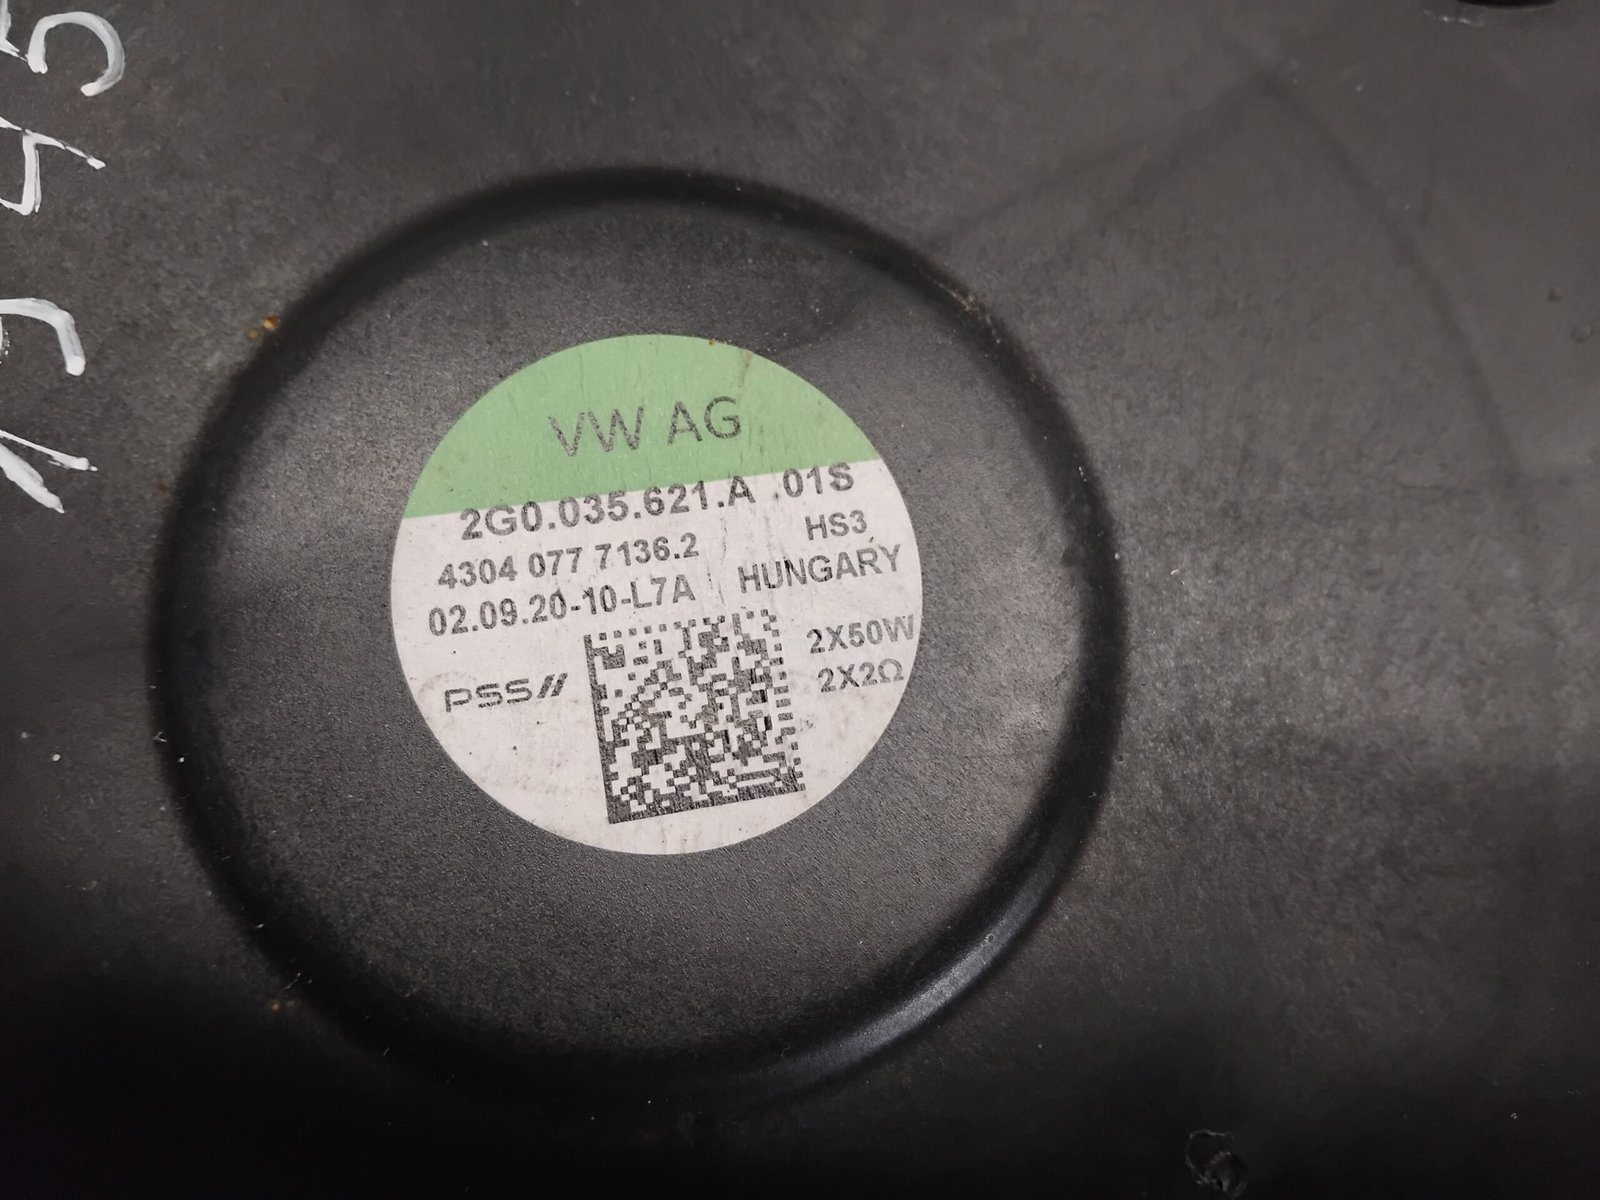 VW AG
2G0.035.621.A .01S
4304 077 7136.2 HS3
02.09.20-10-L7A HUNGARY
PSS
2X50W
2X2Ω